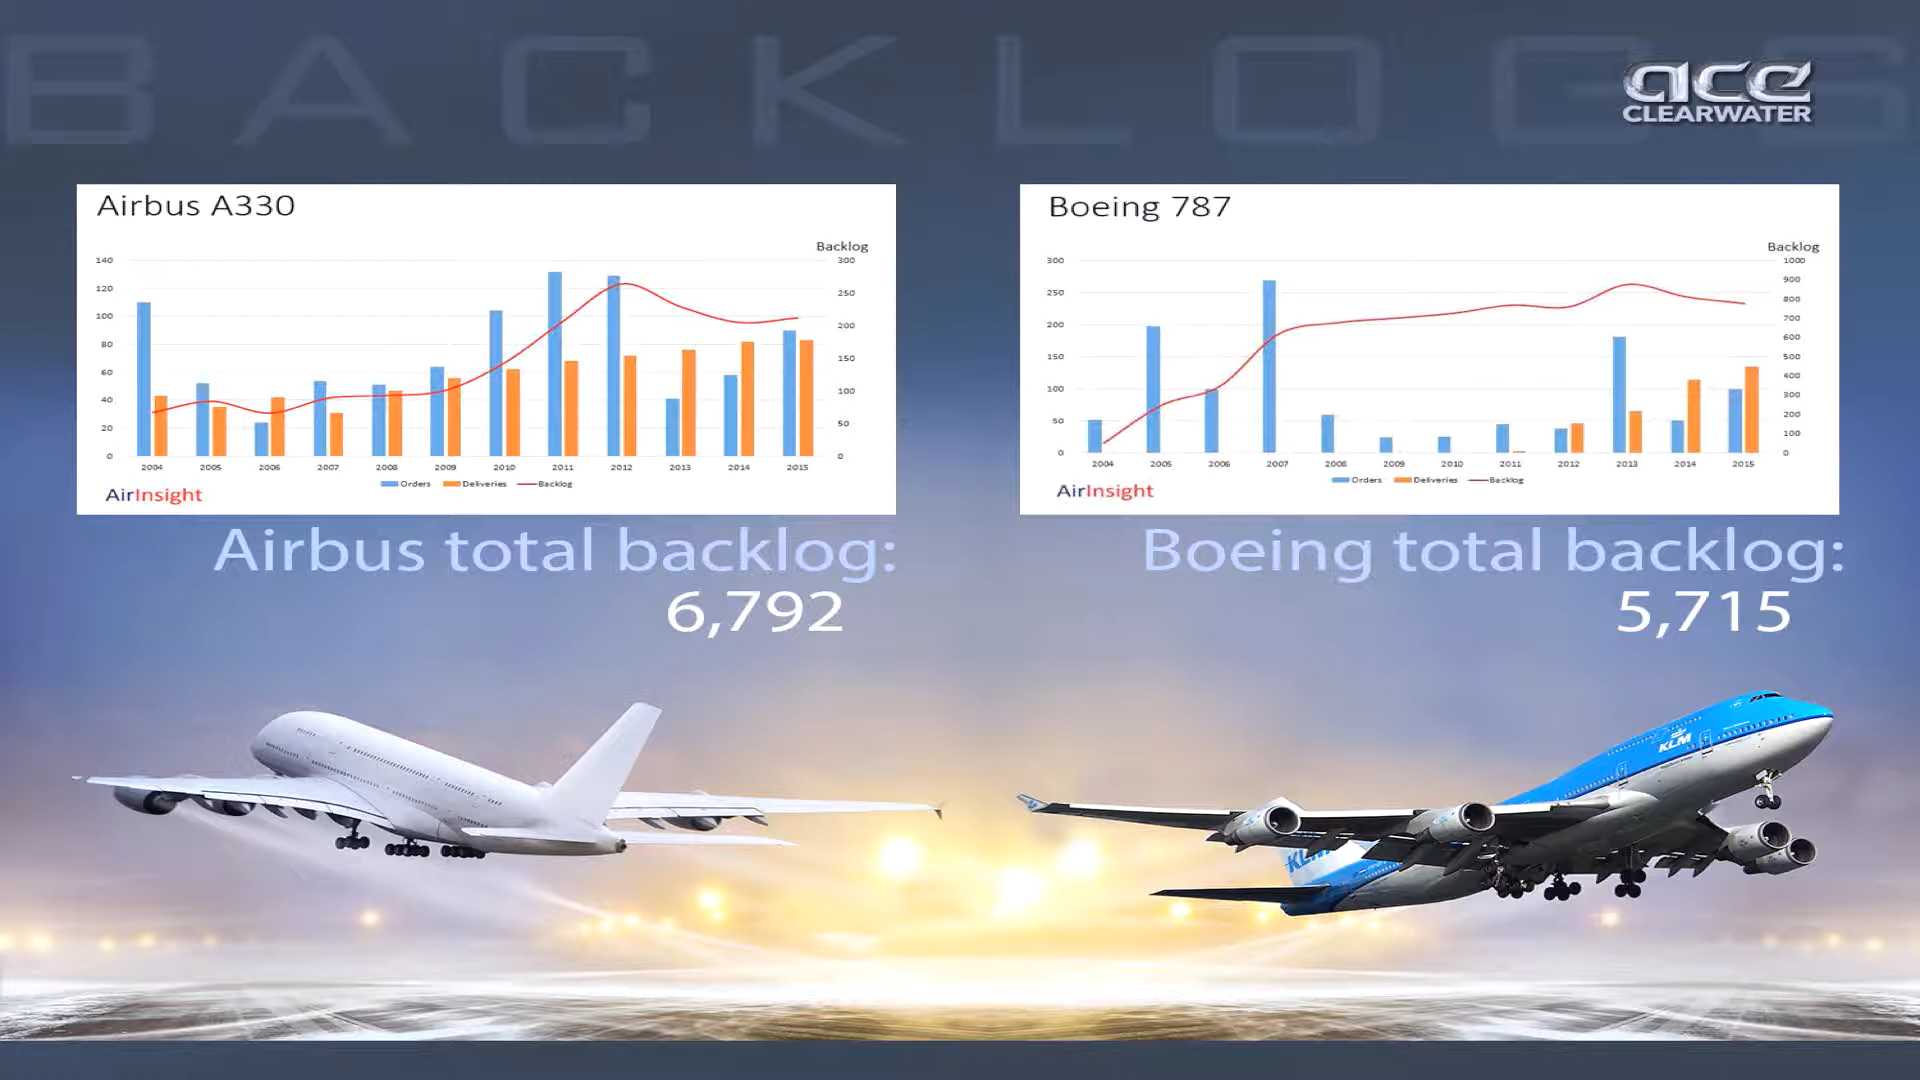 BACKLOGS
ace
CLEARWATER
Airbus A330
Backlog
140 120 100 80 60 40 20 0
300 250 200 150 100 50 0
2004 2005 2006 2007 2008 2009 2010 2011 2012 2013 2014 2015
Orders Deliveries Backlog
AirInsight
Boeing 787
Backlog
300 250 200 150 100 50 0
1000 900 800 700 600 500 400 300 200 100 0
2004 2005 2006 2007 2008 2009 2010 2011 2012 2013 2014 2015
Orders Deliveries Backlog
AirInsight
Airbus total backlog:
6,792
Boeing total backlog:
5,715
KLM
KLM